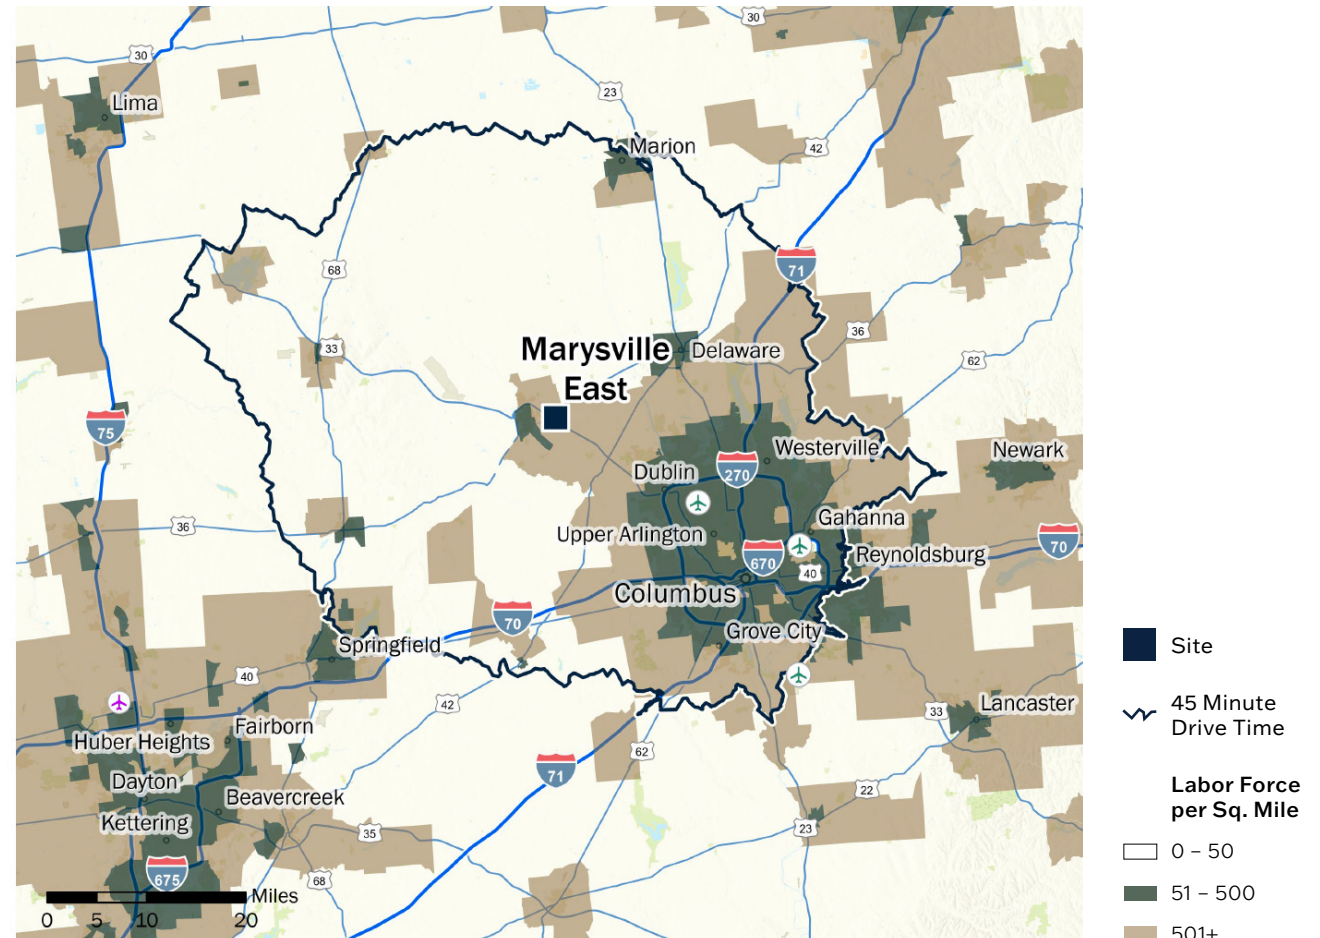 30
30
Lima
23
Marion
42
71
68
36
33
Marysville
East
Delaware
62
75
Westerville
Newark
Dublin
270
36
Gahanna
Upper Arlington
Reynoldsburg
70
670
40
Columbus
70
Grove City
Springfield
40
42
33
Lancaster
Fairborn
Huber Heights
62
71
Dayton
22
Beavercreek
Kettering
35
23
675
68
Miles
0 5 10 20
Site
45 Minute
Drive Time
Labor Force
per Sq. Mile
0 – 50
51 – 500
501+